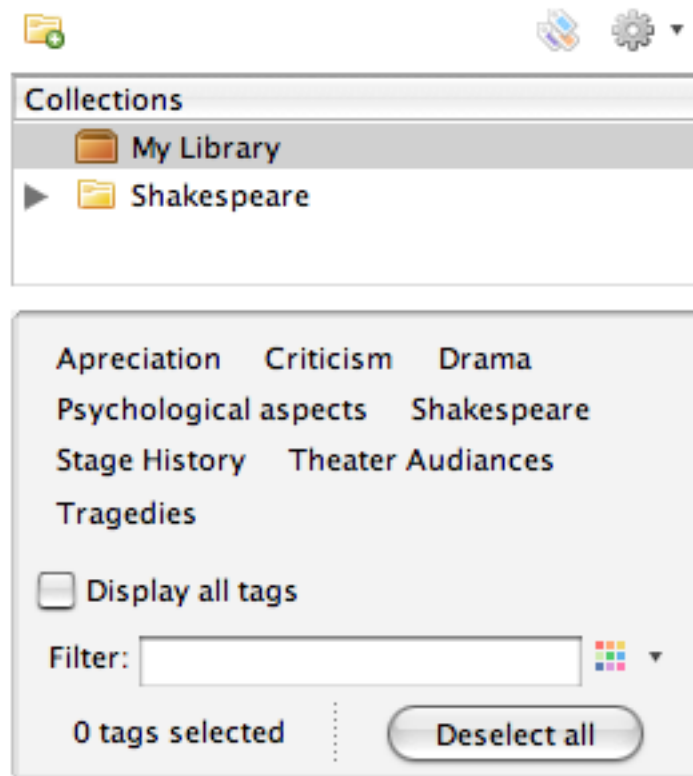 Collections
My Library
Shakespeare
Apreciation Criticism Drama
Psychological aspects Shakespeare
Stage History Theater Audiances
Tragedies
Display all tags
Filter:
0 tags selected Deselect all